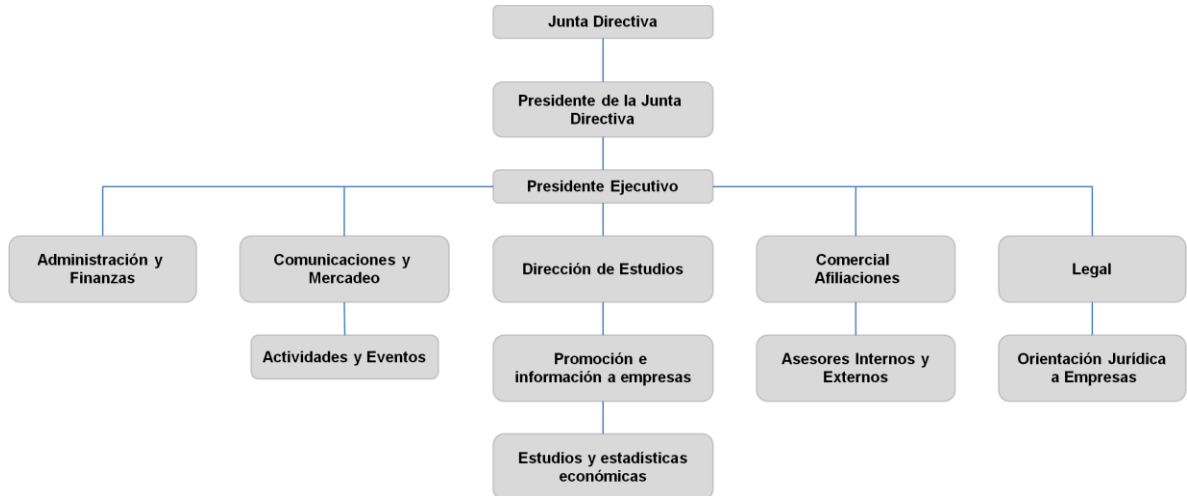 Junta Directiva
Presidente de la Junta
Directiva
Presidente Ejecutivo
Administración y
Finanzas
Comunicaciones y
Mercadeo
Dirección de Estudios
Comercial
Afiliaciones
Legal
Actividades y Eventos
Promoción e
información a empresas
Asesores Internos y
Externos
Orientación Jurídica
a Empresas
Estudios y estadísticas
económicas